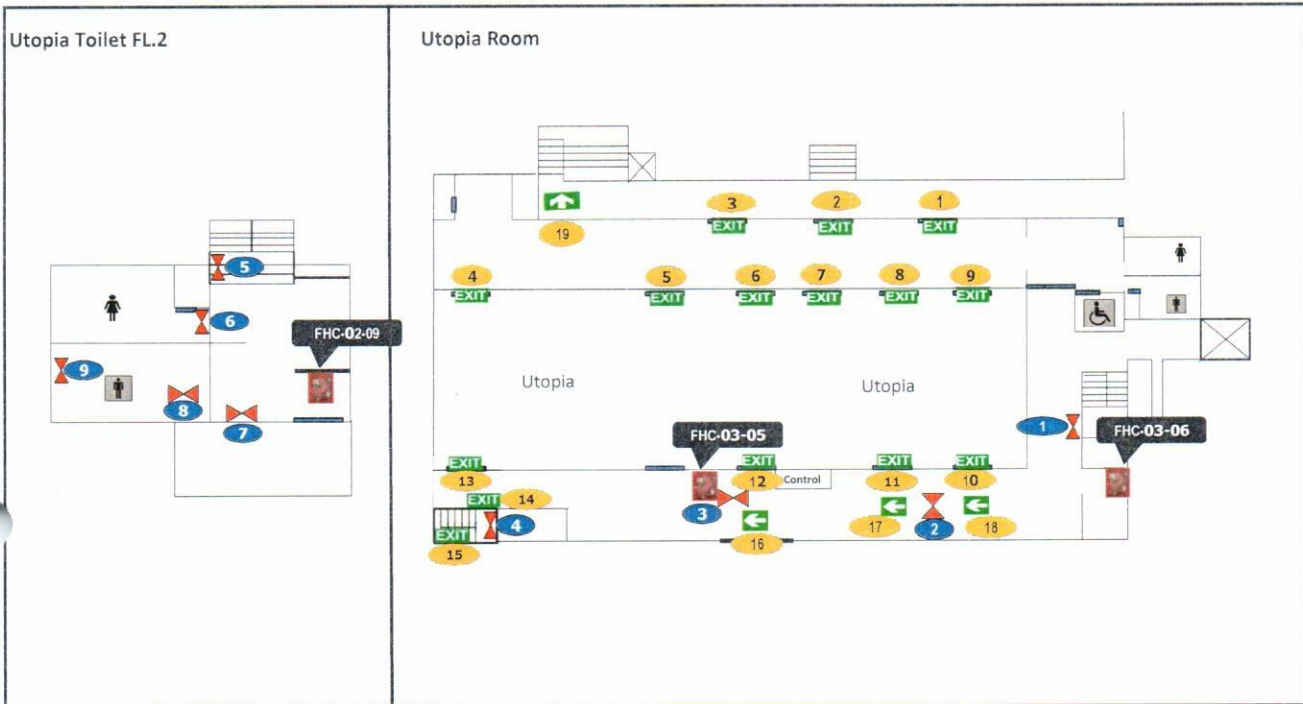 Utopia Toilet FL.2
5
6
FHC-02-09
9
8
7
Utopia Room
3
2
1
EXIT
EXIT
EXIT
19
4
5
6
7
8
9
EXIT
EXIT
EXIT
EXIT
EXIT
EXIT
Utopia
Utopia
1
FHC-03-05
FHC-03-06
EXIT
EXIT
EXIT
EXIT
13
12
Control
11
10
EXIT
14
3
4
17
2
18
EXIT
16
15